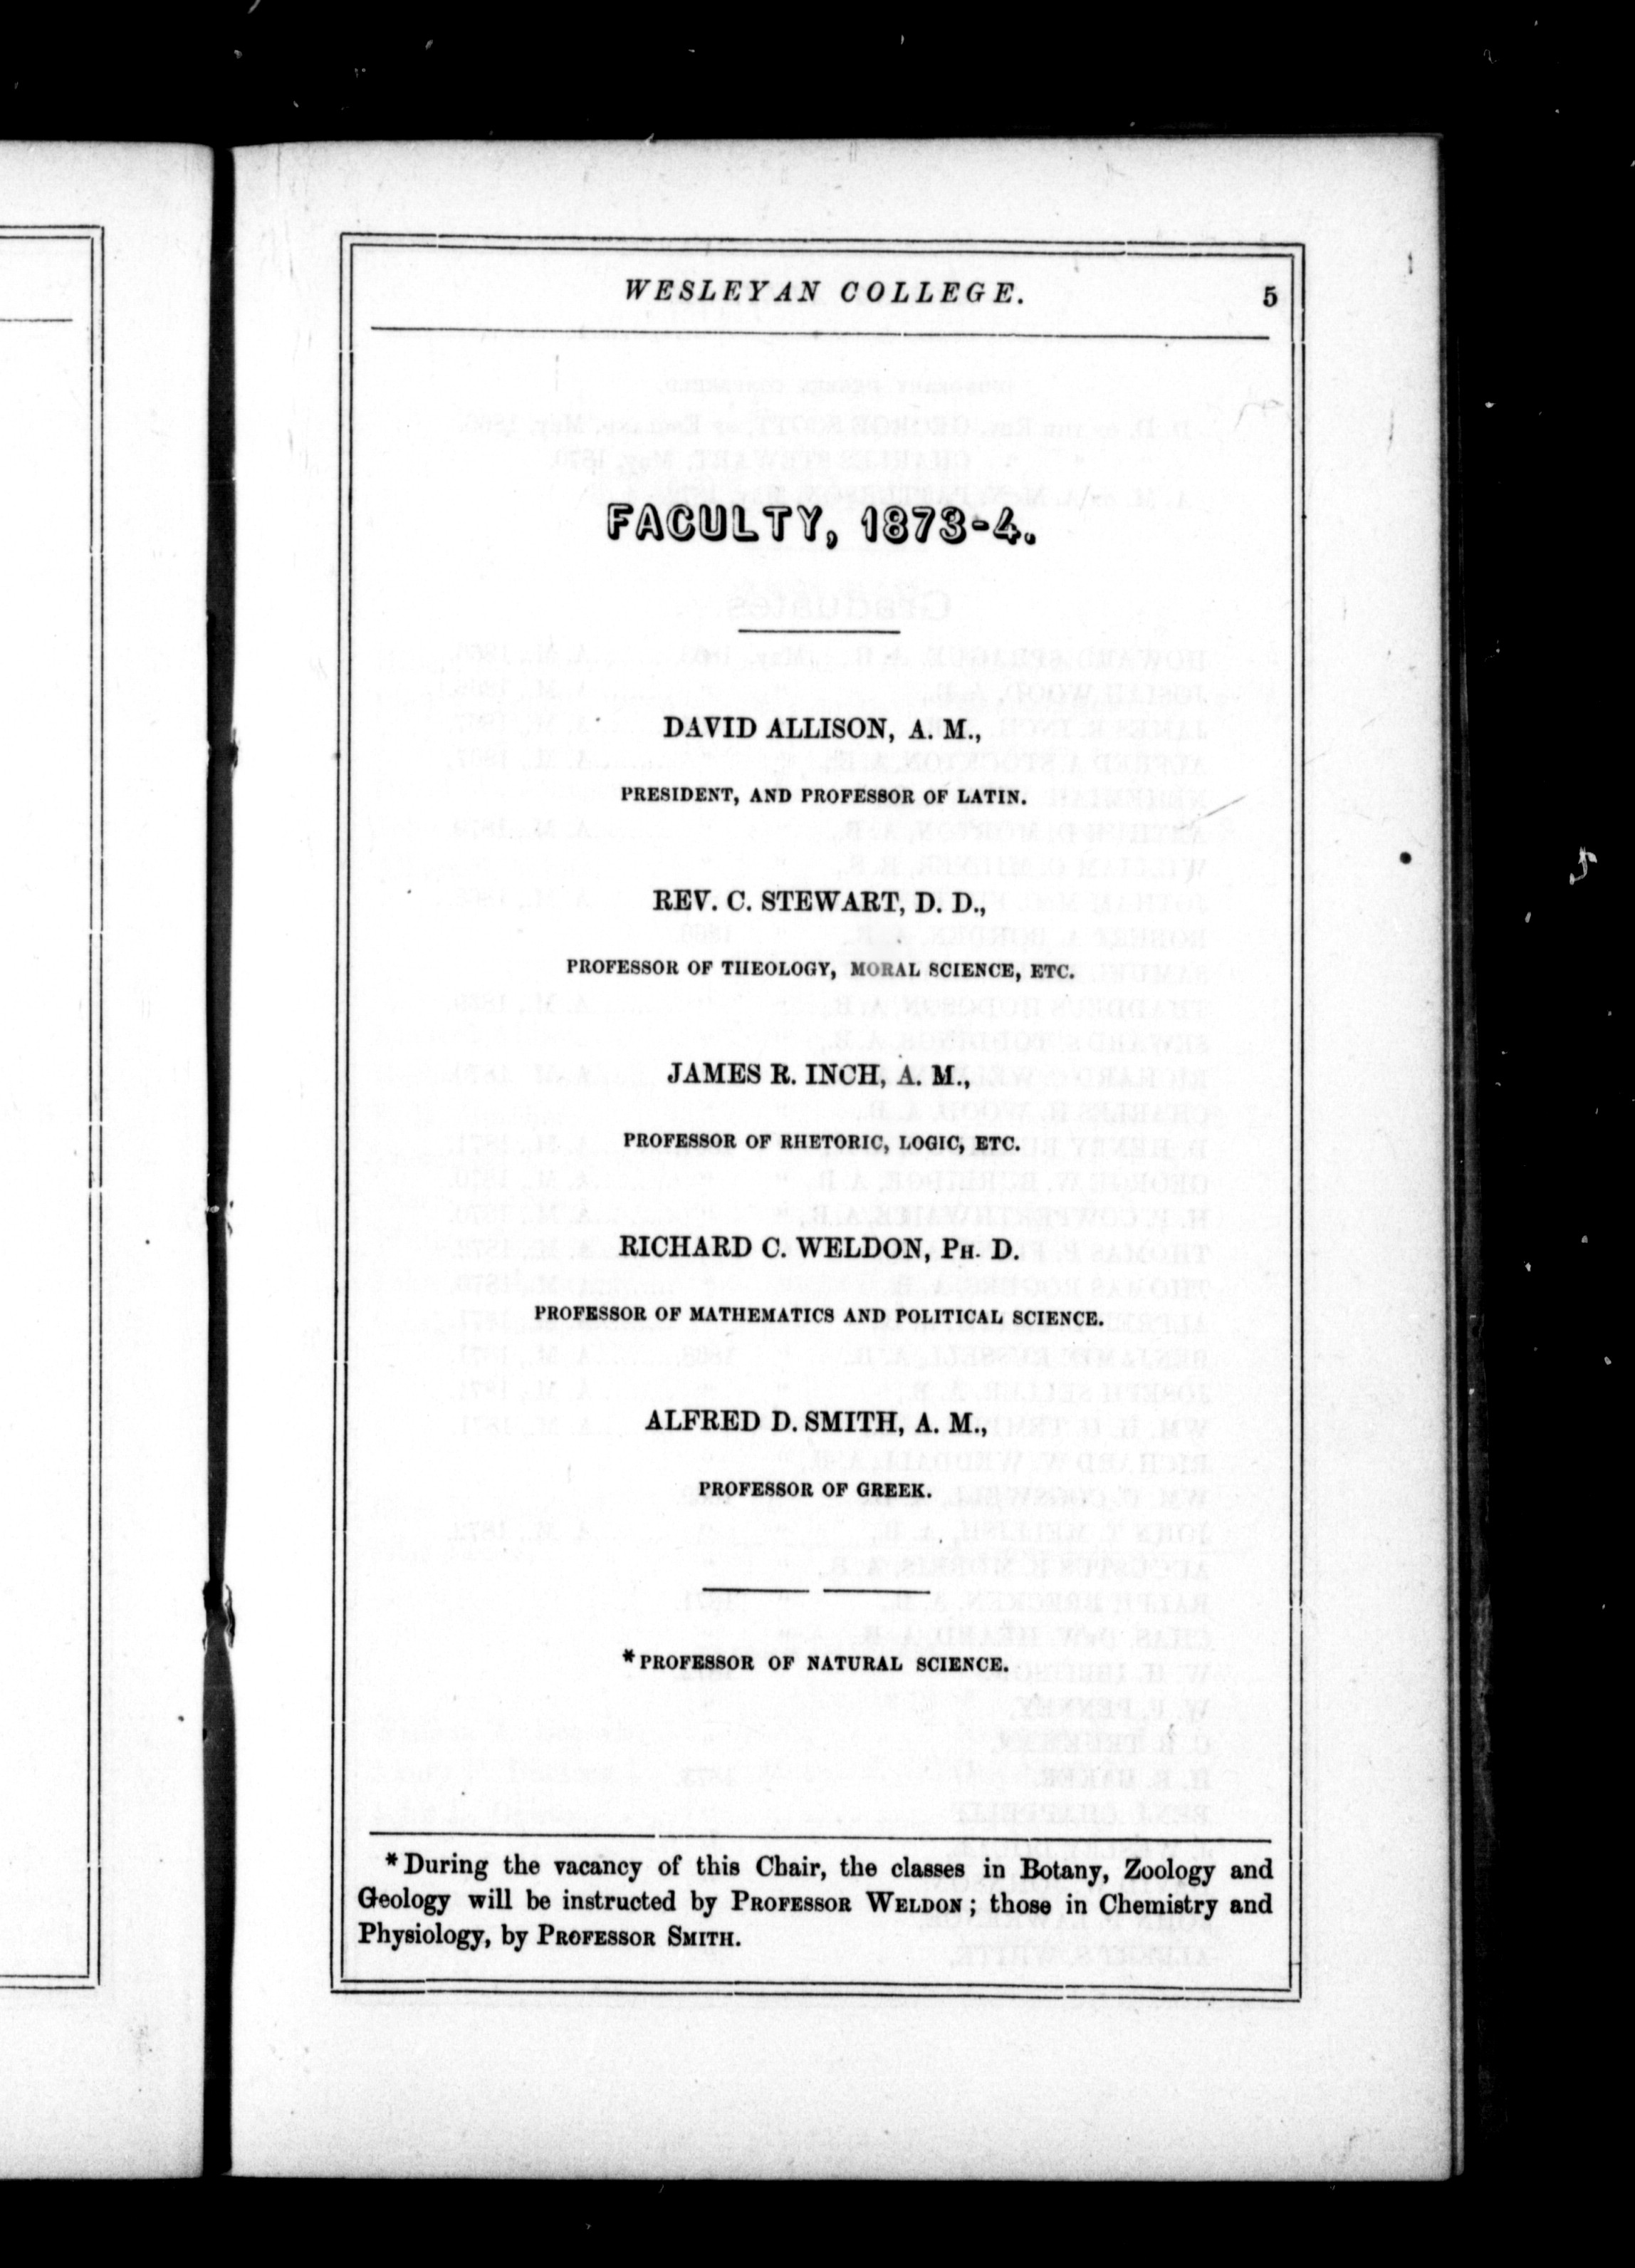 WESLEYAN COLLEGE. 5
FACULTY, 1873-4.
DAVID ALLISON, A. M.,
PRESIDENT, AND PROFESSOR OF LATIN.
REV. C. STEWART, D. D.,
PROFESSOR OF THEOLOGY, MORAL SCIENCE, ETC.
JAMES R. INCH, A. M.,
PROFESSOR OF RHETORIC, LOGIC, ETC.
RICHARD C. WELDON, PH. D.
PROFESSOR OF MATHEMATICS AND POLITICAL SCIENCE.
ALFRED D. SMITH, A. M.,
PROFESSOR OF GREEK.
*PROFESSOR OF NATURAL SCIENCE.
*During the vacancy of this Chair, the classes in Botany, Zoology and
Geology will be instructed by PROFESSOR WELDON; those in Chemistry and
Physiology, by PROFESSOR SMITH.